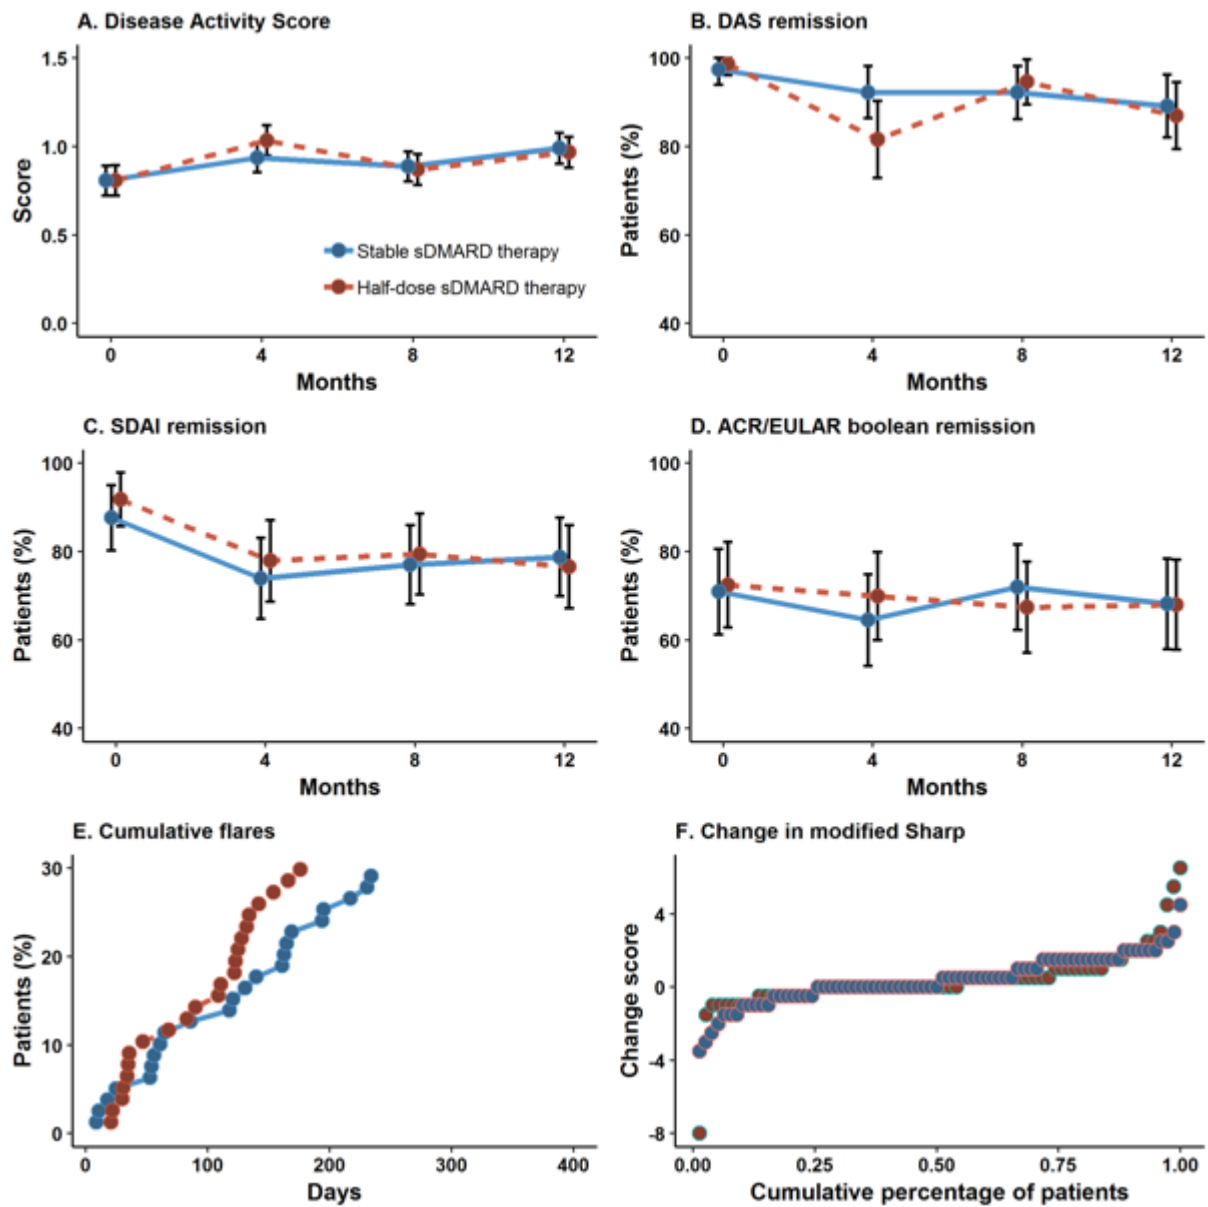 A. Disease Activity Score
1.5
1.0
0.5
0.0
Score
Stable sDMARD therapy
Half-dose sDMARD therapy
0 4 8 12
Months
B. DAS remission
100
80
60
40
Patients (%)
0 4 8 12
Months
C. SDAI remission
100
80
60
40
Patients (%)
0 4 8 12
Months
D. ACR/EULAR boolean remission
100
80
60
40
Patients (%)
0 4 8 12
Months
E. Cumulative flares
30
20
10
0
Patients (%)
0 100 200 300 400
Days
F. Change in modified Sharp
4
0
-4
-8
Change score
0.00 0.25 0.50 0.75 1.00
Cumulative percentage of patients